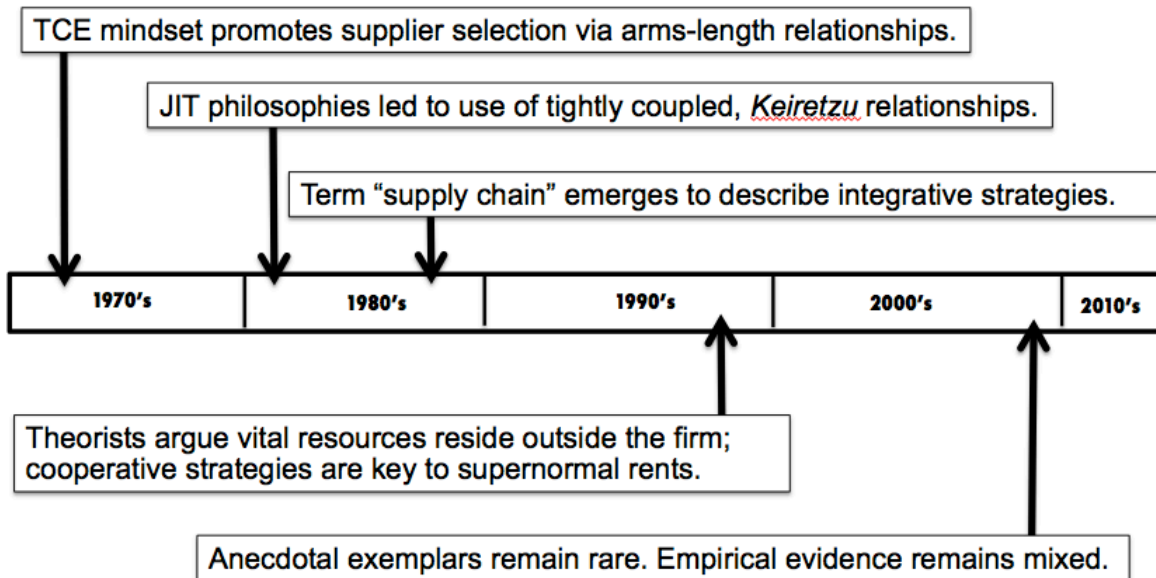 TCE mindset promotes supplier selection via arms-length relationships.
JIT philosophies led to use of tightly coupled, Keiretzu relationships.
Term “supply chain” emerges to describe integrative strategies.
1970’s
1980’s
1990’s
2000’s
2010’s
Theorists argue vital resources reside outside the firm;
cooperative strategies are key to supernormal rents.
Anecdotal exemplars remain rare. Empirical evidence remains mixed.